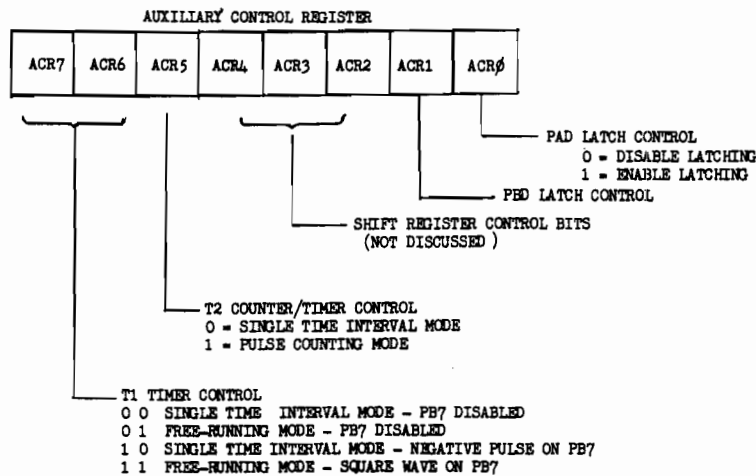 AUXILIARY CONTROL REGISTER
ACR7 ACR6 ACR5 ACR4 ACR3 ACR2 ACR1 ACRØ
PAD LATCH CONTROL
0 = DISABLE LATCHING
1 = ENABLE LATCHING
PBD LATCH CONTROL
SHIFT REGISTER CONTROL BITS
(NOT DISCUSSED)
T2 COUNTER/TIMER CONTROL
0 = SINGLE TIME INTERVAL MODE
1 = PULSE COUNTING MODE
T1 TIMER CONTROL
0 0 SINGLE TIME INTERVAL MODE - PB7 DISABLED
0 1 FREE-RUNNING MODE - PB7 DISABLED
1 0 SINGLE TIME INTERVAL MODE - NEGATIVE PULSE ON PB7
1 1 FREE-RUNNING MODE - SQUARE WAVE ON PB7